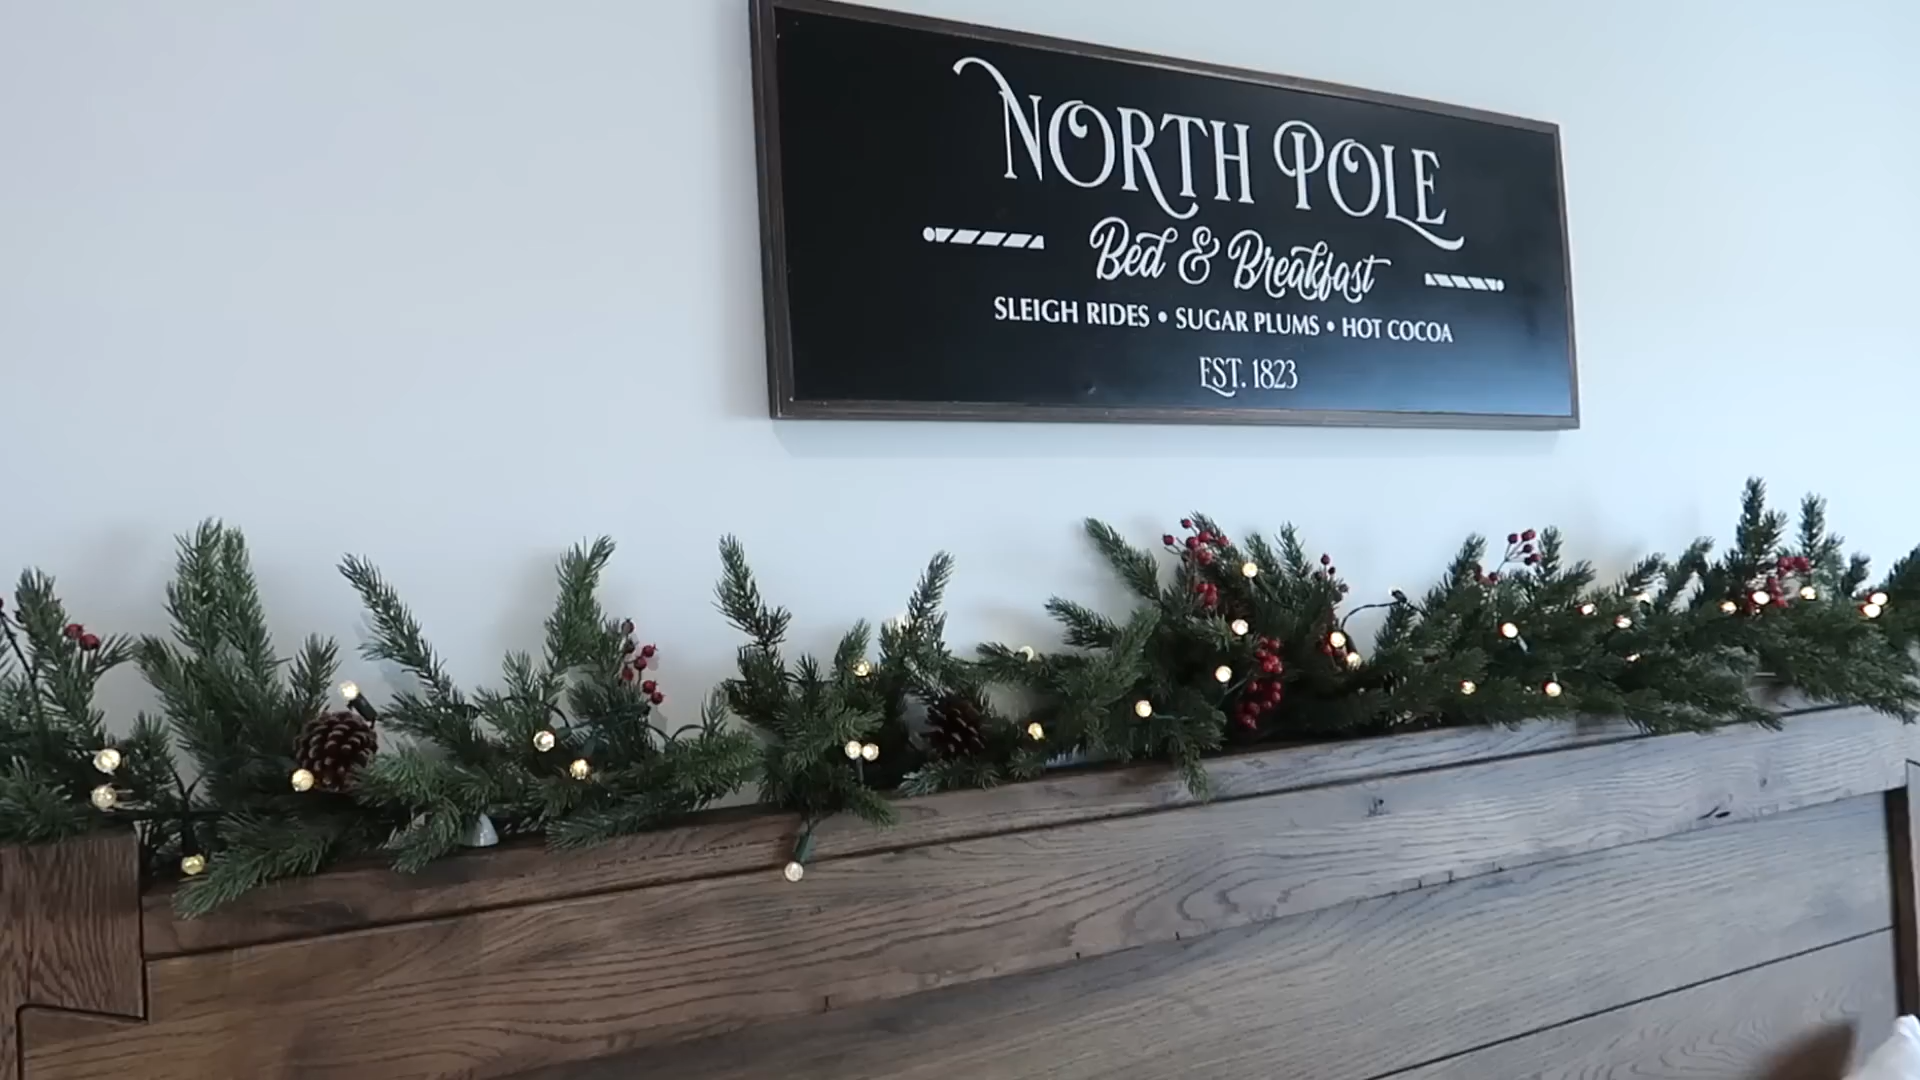 NORTH POLE
Bed & Breakfast
SLEIGH RIDES • SUGAR PLUMS • HOT COCOA
EST. 1823